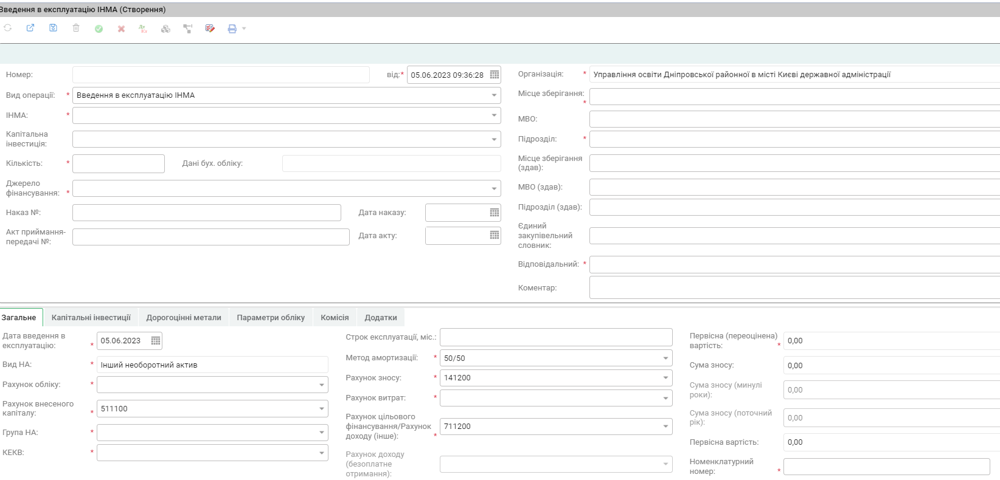 Введення в експлуатацію ІНМА (Створення)
Дт
Кт
Номер:
від:*
05.06.2023 09:36:28
Вид операції: *
Введення в експлуатацію ІНМА
ІНМА: *
Капітальна
інвестиція:
Кількість: *
Дані бух. обліку:
Джерело
фінансування: *
Наказ №:
Дата наказу:
Акт приймання-
передачі №:
Дата акту:
Організація: *
Управління освіти Дніпровської районної в місті Києві державної адміністрації
Місце зберігання:
*
МВО:
Підрозділ: *
Місце зберігання
(здав):
МВО (здав):
Підрозділ (здав):
Єдиний
закупівельний
словник:
Відповідальний: *
Коментар:
Загальне
Капітальні інвестиції
Дорогоцінні метали
Параметри обліку
Комісія
Додатки
Дата введення в
експлуатацію: *
05.06.2023
Вид НА: *
Інший необоротний актив
Рахунок обліку: *
Рахунок внесеного
капіталу: *
511100
Група НА: *
КЕКВ: *
Строк експлуатації, міс.:
Метод амортизації: *
50/50
Рахунок зносу: *
141200
Рахунок витрат: *
Рахунок цільового
фінансування/Рахунок
доходу (інше): *
711200
Рахунок доходу
(безоплатне
отримання):
Первісна (переоцінена)
вартість: *
0,00
Сума зносу:
0,00
Сума зносу (минулі
роки):
0,00
Сума зносу (поточний
рік):
0,00
Первісна вартість:
0,00
Номенклатурний
номер: *